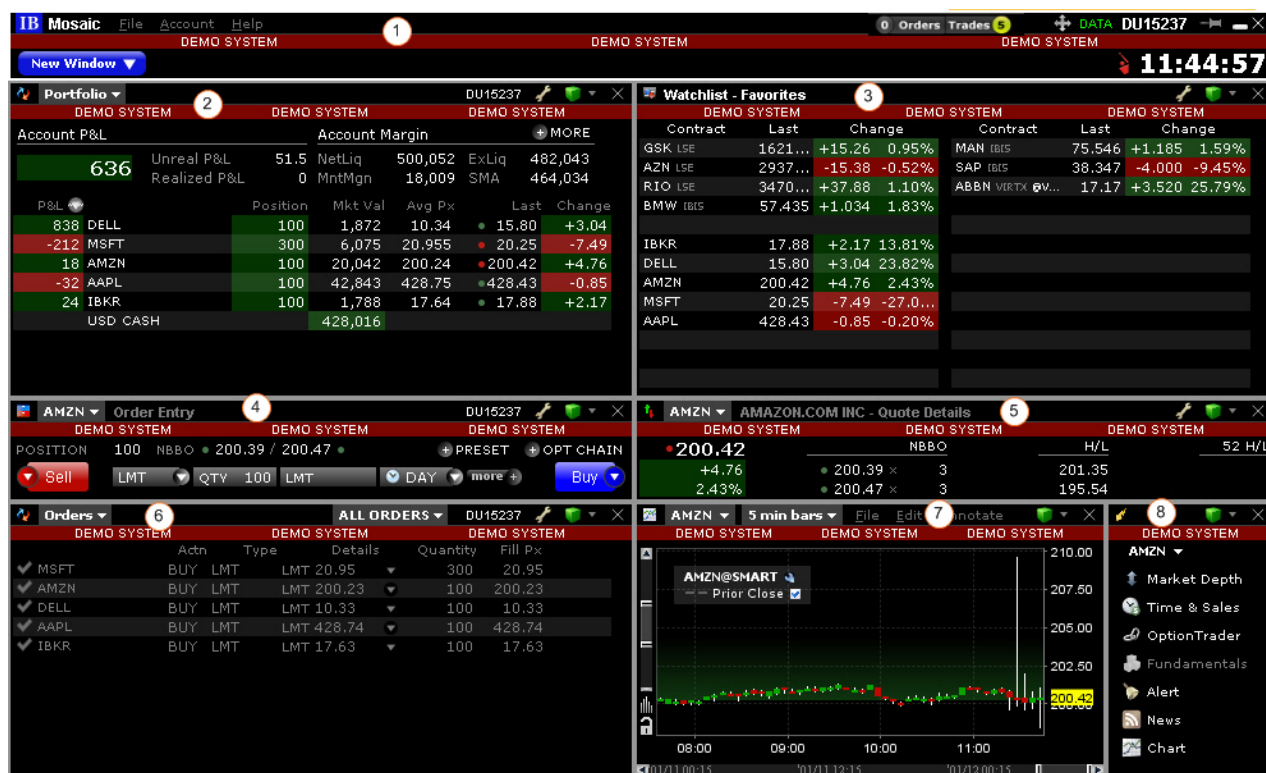 IB Mosaic File Account Help 1 0 Orders Trades 5 DATA DU15237
DEMO SYSTEM DEMO SYSTEM DEMO SYSTEM
New Window 11:44:57
Portfolio 2 DU15237
DEMO SYSTEM DEMO SYSTEM DEMO SYSTEM
Account P&L Account Margin +MORE
636 Unreal P&L 51.5 NetLiq 500,052 ExLiq 482,043
Realized P&L 0 MntMgn 18,009 SMA 464,034
P&L Position Mkt Val Avg Px Last Change
838 DELL 100 1,872 10.34 15.80 +3.04
-212 MSFT 300 6,075 20.955 20.25 -7.49
18 AMZN 100 20,042 200.24 200.42 +4.76
-32 AAPL 100 42,843 428.75 428.43 -0.85
24 IBKR 100 1,788 17.64 17.88 +2.17
USD CASH 428,016
Watchlist - Favorites 3
DEMO SYSTEM DEMO SYSTEM DEMO SYSTEM
Contract Last Change Contract Last Change
GSK LSE 1621... +15.26 0.95% MAN IBIS 75.546 +1.185 1.59%
AZN LSE 2937... -15.38 -0.52% SAP IBIS 38.347 -4.000 -9.45%
RIO LSE 3470... +37.88 1.10% ABBN VIRTX @V... 17.17 +3.520 25.79%
BMW IBIS 57.435 +1.034 1.83%
IBKR 17.88 +2.17 13.81%
DELL 15.80 +3.04 23.82%
AMZN 200.42 +4.76 2.43%
MSFT 20.25 -7.49 -27.0...
AAPL 428.43 -0.85 -0.20%
AMZN Order Entry 4 DU15237
DEMO SYSTEM DEMO SYSTEM DEMO SYSTEM
POSITION 100 NBBO 200.39 / 200.47 +PRESET +OPT CHAIN
Sell LMT QTY 100 LMT DAY more + Buy
AMZN AMAZON.COM INC - Quote Details 5
DEMO SYSTEM DEMO SYSTEM DEMO SYSTEM
200.42 NBBO H/L 52 H/L
+4.76 200.39 × 3 201.35
2.43% 200.47 × 3 195.54
Orders 6 ALL ORDERS DU15237
DEMO SYSTEM DEMO SYSTEM DEMO SYSTEM
Actn Type Details Quantity Fill Px
MSFT BUY LMT LMT 20.95 300 20.95
AMZN BUY LMT LMT 200.23 100 200.23
DELL BUY LMT LMT 10.33 100 10.33
AAPL BUY LMT LMT 428.74 100 428.74
IBKR BUY LMT LMT 17.63 100 17.63
AMZN 5 min bars File Edit 7 notate
DEMO SYSTEM DEMO SYSTEM DEMO SYSTEM
AMZN@SMART
Prior Close
210.00
207.50
205.00
202.50
200.42
200.00
08:00 09:00 10:00 11:00
'01/11 00:15 '01/11 12:15 '01/12 00:15
8
DEMO SYSTEM
AMZN
Market Depth
Time & Sales
OptionTrader
Fundamentals
Alert
News
Chart